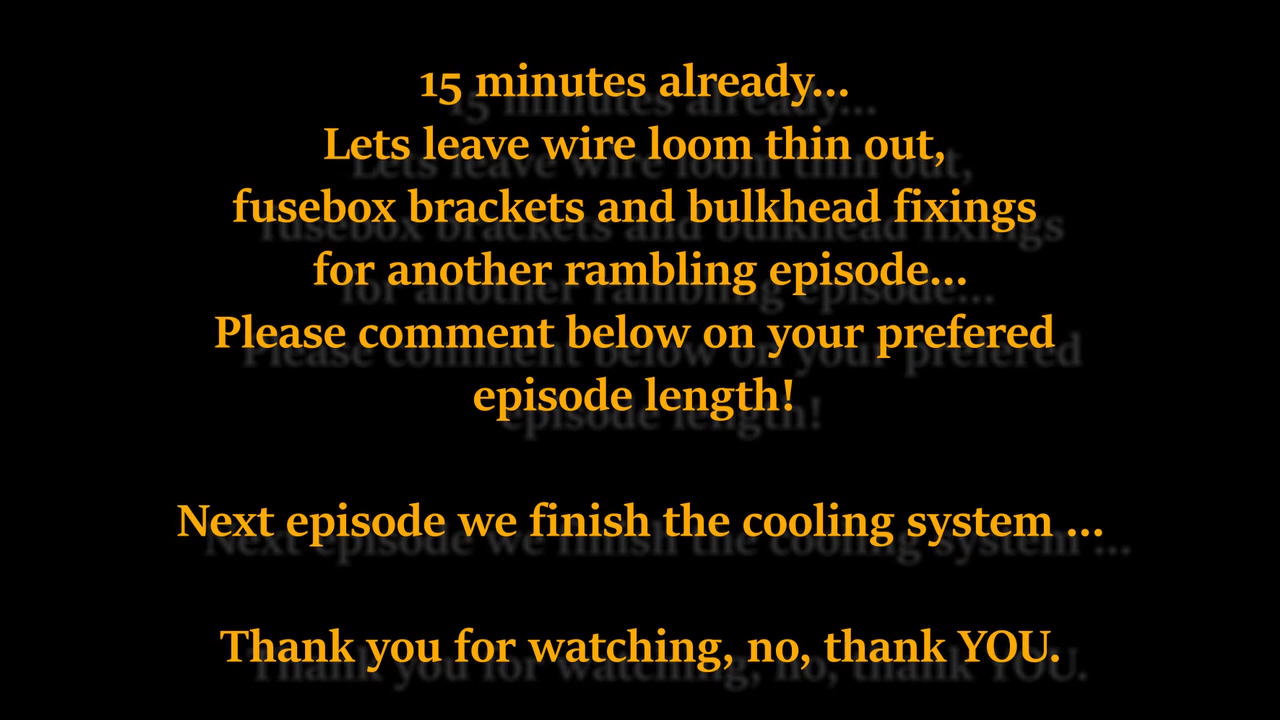 15 minutes already...
Lets leave wire loom thin out,
fusebox brackets and bulkhead fixings
for another rambling episode...
Please comment below on your prefered
episode length!
Next episode we finish the cooling system ...
Thank you for watching, no, thank YOU.